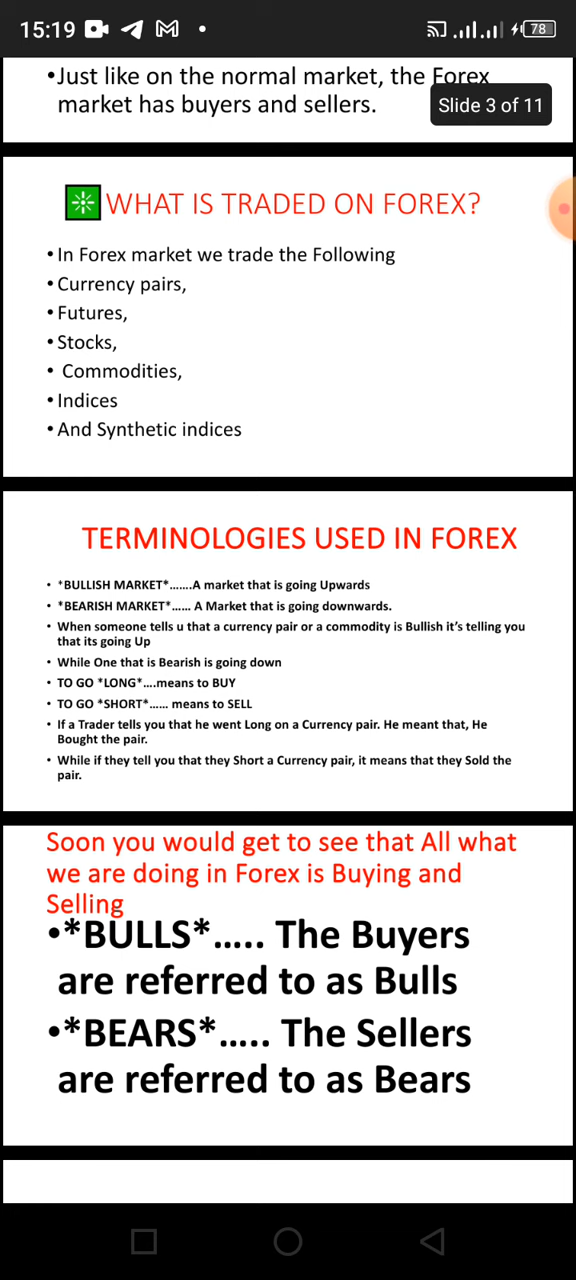 15:19
78
•Just like on the normal market, the Forex
market has buyers and sellers.
Slide 3 of 11
WHAT IS TRADED ON FOREX?
• In Forex market we trade the Following
• Currency pairs,
• Futures,
• Stocks,
• Commodities,
• Indices
• And Synthetic indices
TERMINOLOGIES USED IN FOREX
• *BULLISH MARKET*…….A market that is going Upwards
• *BEARISH MARKET*…… A Market that is going downwards.
• When someone tells u that a currency pair or a commodity is Bullish it’s telling you
that its going Up
• While One that is Bearish is going down
• TO GO *LONG*….means to BUY
• TO GO *SHORT*…… means to SELL
• If a Trader tells you that he went Long on a Currency pair. He meant that, He
Bought the pair.
• While if they tell you that they Short a Currency pair, it means that they Sold the
pair.
Soon you would get to see that All what
we are doing in Forex is Buying and
Selling
•*BULLS*….. The Buyers
are referred to as Bulls
•*BEARS*….. The Sellers
are referred to as Bears